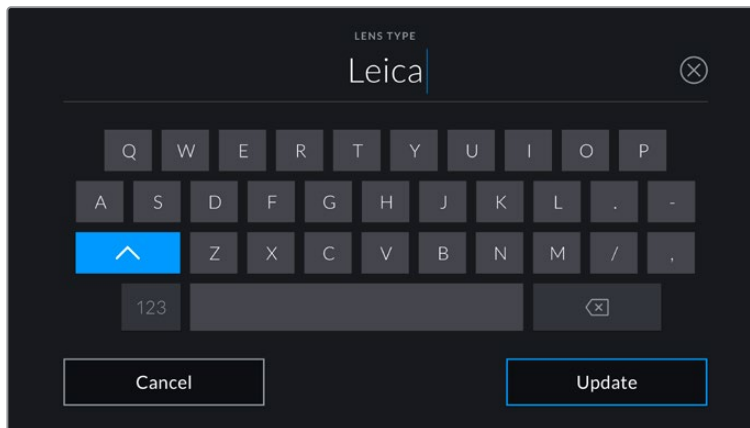 LENS TYPE
Leica
Q W E R T Y U I O P
A S D F G H J K L . -
Z X C V B N M / ,
123
Cancel Update